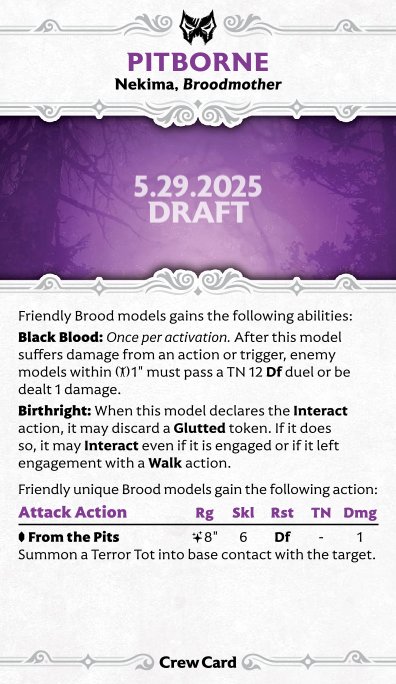 PITBORNE
Nekima, Broodmother
5.29.2025
DRAFT
Friendly Brood models gains the following abilities:
Black Blood: Once per activation. After this model
suffers damage from an action or trigger, enemy
models within 1" must pass a TN 12 Df duel or be
dealt 1 damage.
Birthright: When this model declares the Interact
action, it may discard a Glutted token. If it does
so, it may Interact even if it is engaged or if it left
engagement with a Walk action.
Friendly unique Brood models gain the following action:
Attack Action Rg Skl Rst TN Dmg
From the Pits 8" 6 Df - 1
Summon a Terror Tot into base contact with the target.
Crew Card